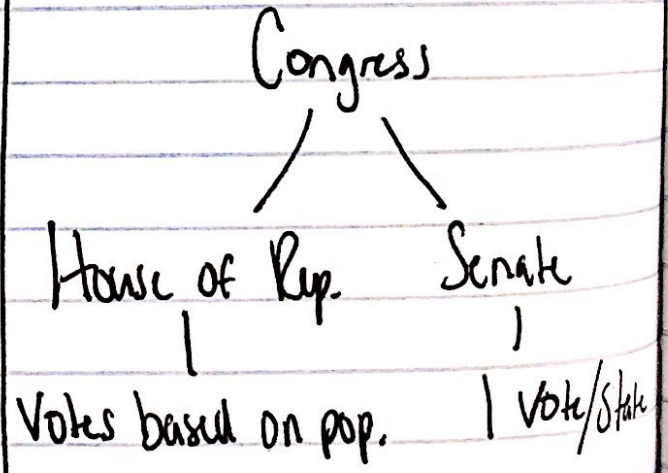 Congress
House of Rep. Senate
Votes based on pop. 1 Vote/State